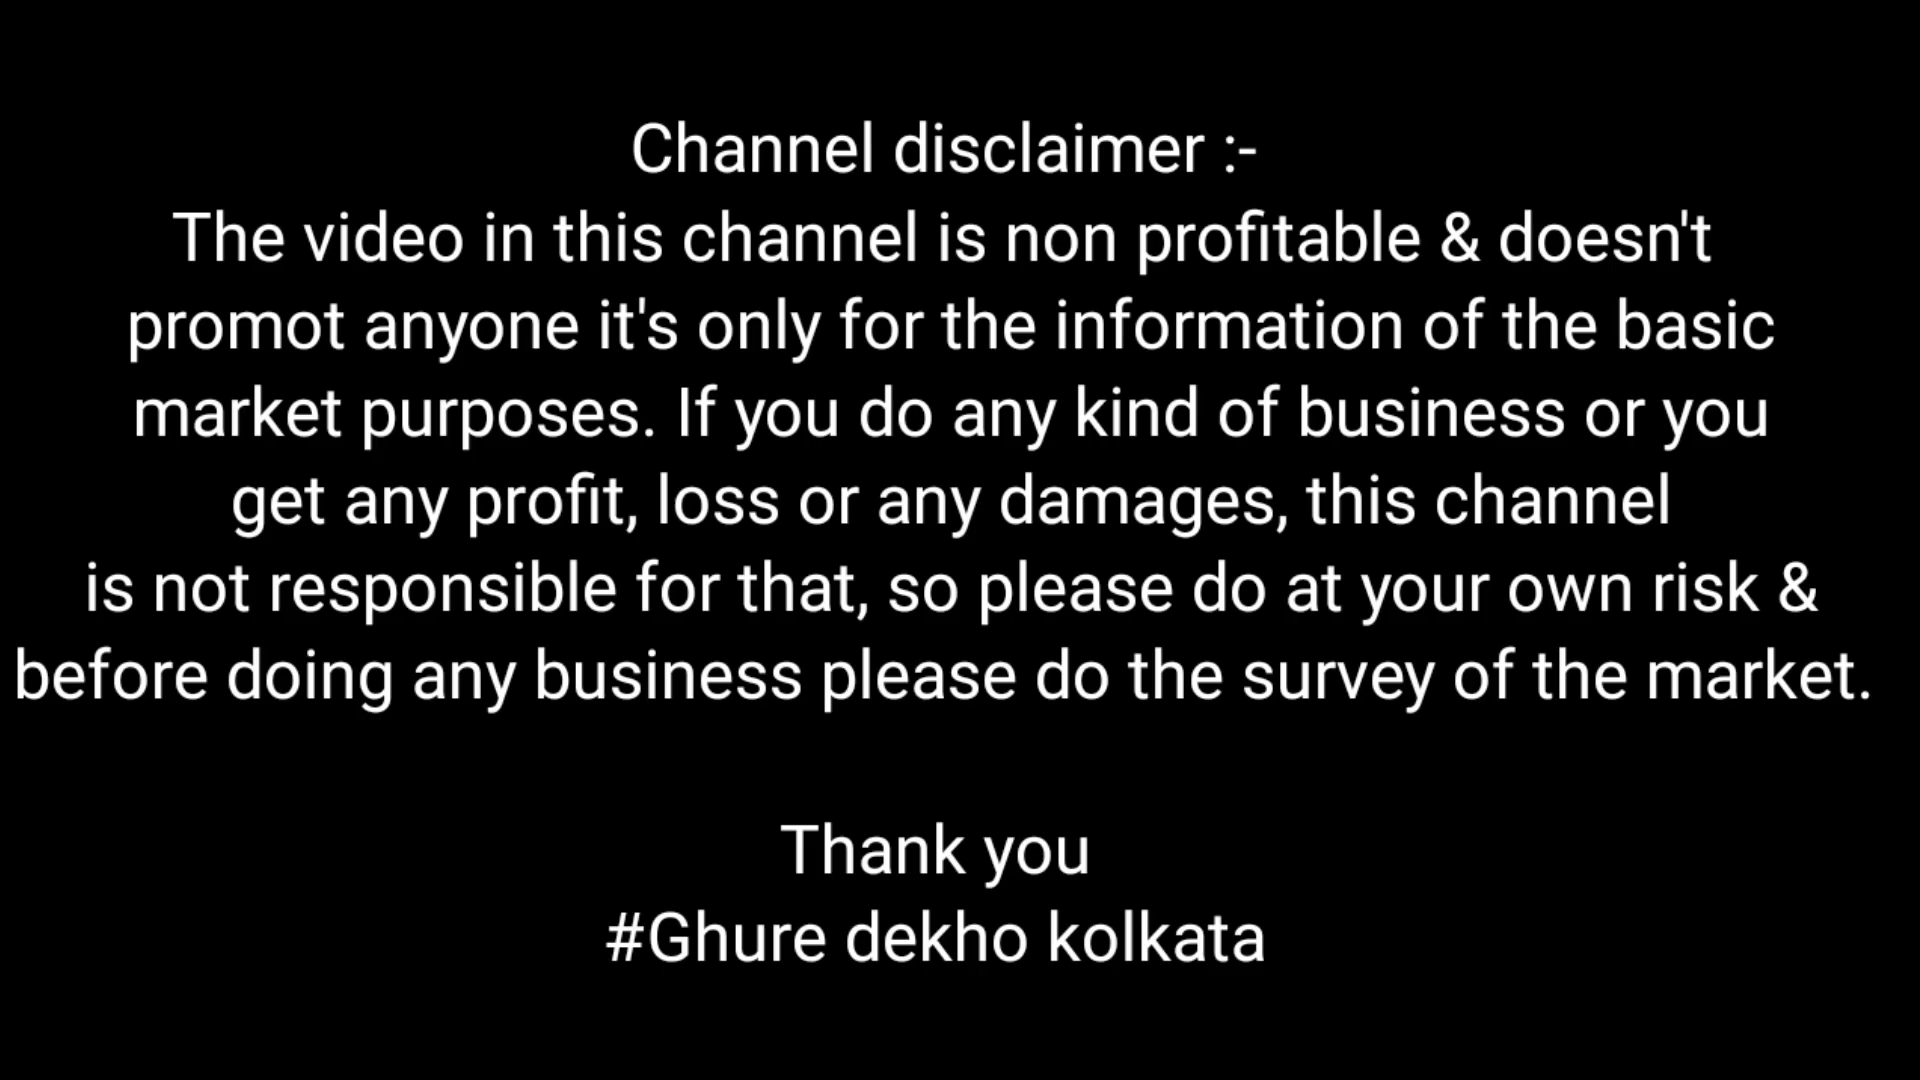 Channel disclaimer :-
The video in this channel is non profitable & doesn't
promot anyone it's only for the information of the basic
market purposes. If you do any kind of business or you
get any profit, loss or any damages, this channel
is not responsible for that, so please do at your own risk &
before doing any business please do the survey of the market.
Thank you
#Ghure dekho kolkata